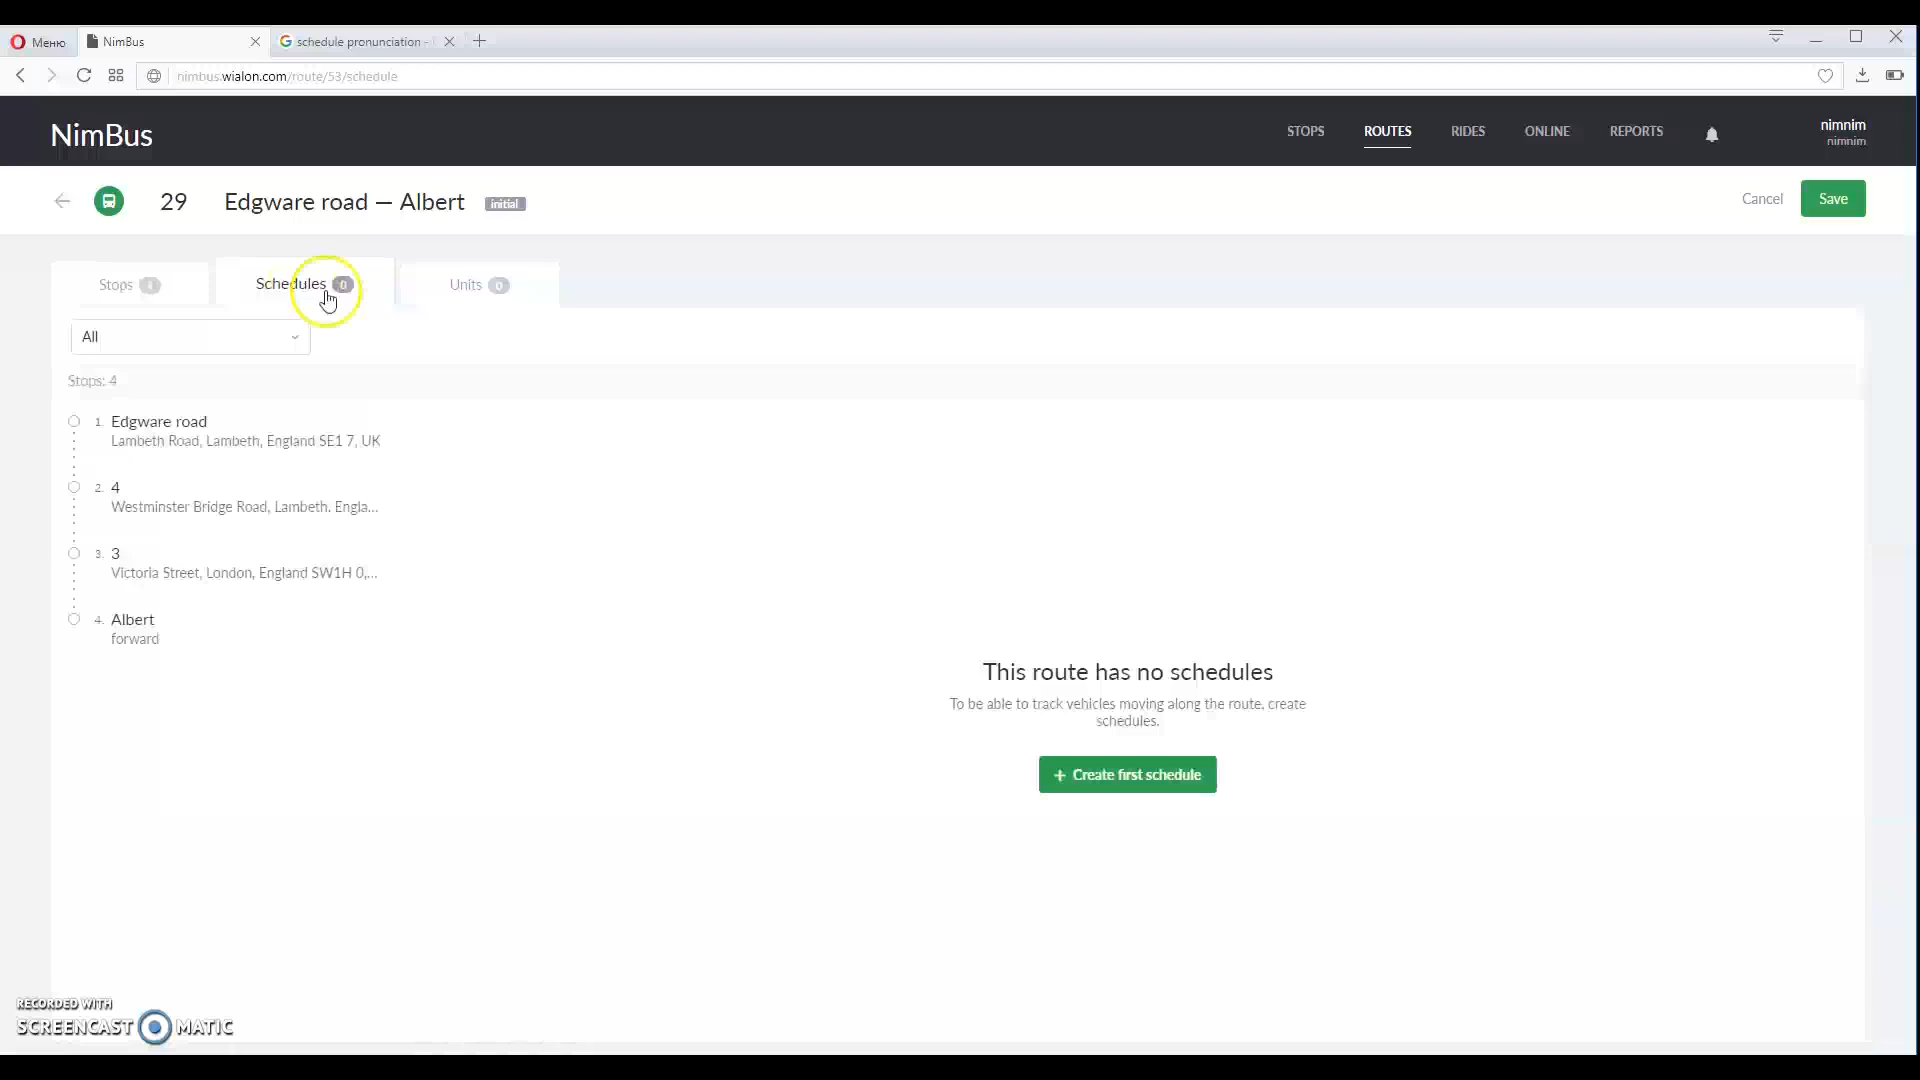 Меню
NimBus
schedule pronunciation -
nimbus.wialon.com/route/53/schedule
NimBus
STOPS
ROUTES
RIDES
ONLINE
REPORTS
nimnim
nimnim
29
Edgware road — Albert
initial
Cancel
Save
Stops 4
Schedules 0
Units 0
All
Stops: 4
1. Edgware road
Lambeth Road, Lambeth, England SE1 7, UK
2. 4
Westminster Bridge Road, Lambeth. Engla...
3. 3
Victoria Street, London, England SW1H 0,...
4. Albert
forward
This route has no schedules
To be able to track vehicles moving along the route, create
schedules.
+ Create first schedule
RECORDED WITH
SCREENCAST MATIC